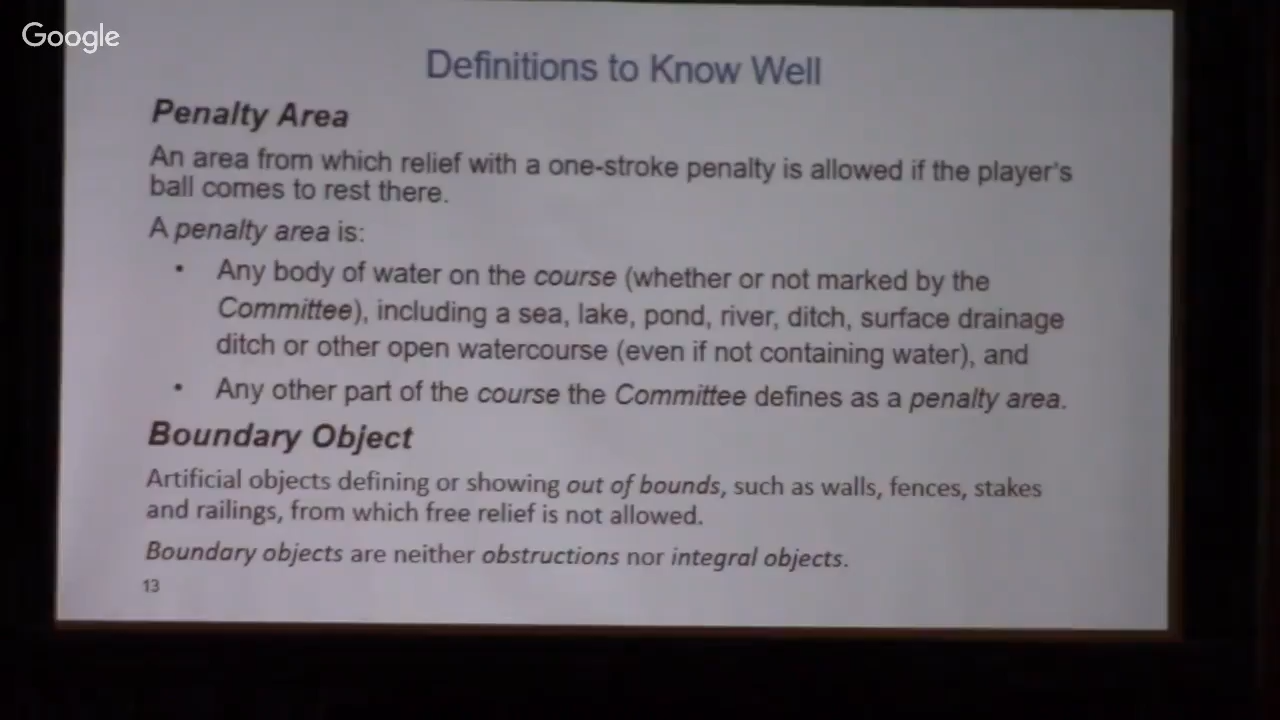 Google
Definitions to Know Well
Penalty Area
An area from which relief with a one-stroke penalty is allowed if the player's
ball comes to rest there.
A penalty area is:
• Any body of water on the course (whether or not marked by the
Committee), including a sea, lake, pond, river, ditch, surface drainage
ditch or other open watercourse (even if not containing water), and
• Any other part of the course the Committee defines as a penalty area.
Boundary Object
Artificial objects defining or showing out of bounds, such as walls, fences, stakes
and railings, from which free relief is not allowed.
Boundary objects are neither obstructions nor integral objects.
13